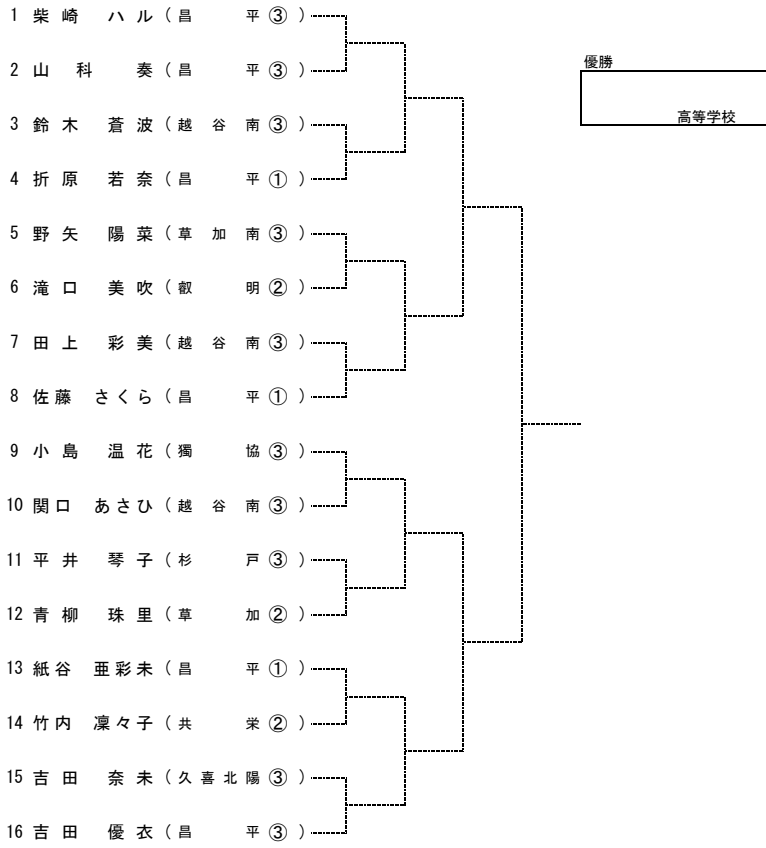 1 柴崎 ハル (昌平③)
優勝
2 山科 奏 (昌平③)
高等学校
3 鈴木 蒼波 (越谷南③)
4 折原 若奈 (昌平①)
5 野矢 陽菜 (草加南③)
6 滝口 美吹 (叡明②)
7 田上 彩美 (越谷南③)
8 佐藤 さくら (昌平①)
9 小島 温花 (獨協③)
10 関口 あさひ (越谷南③)
11 平井 琴子 (杉戸③)
12 青柳 珠里 (草加②)
13 紙谷 亜彩未 (昌平①)
14 竹内 凜々子 (共栄②)
15 吉田 奈未 (久喜北陽③)
16 吉田 優衣 (昌平③)